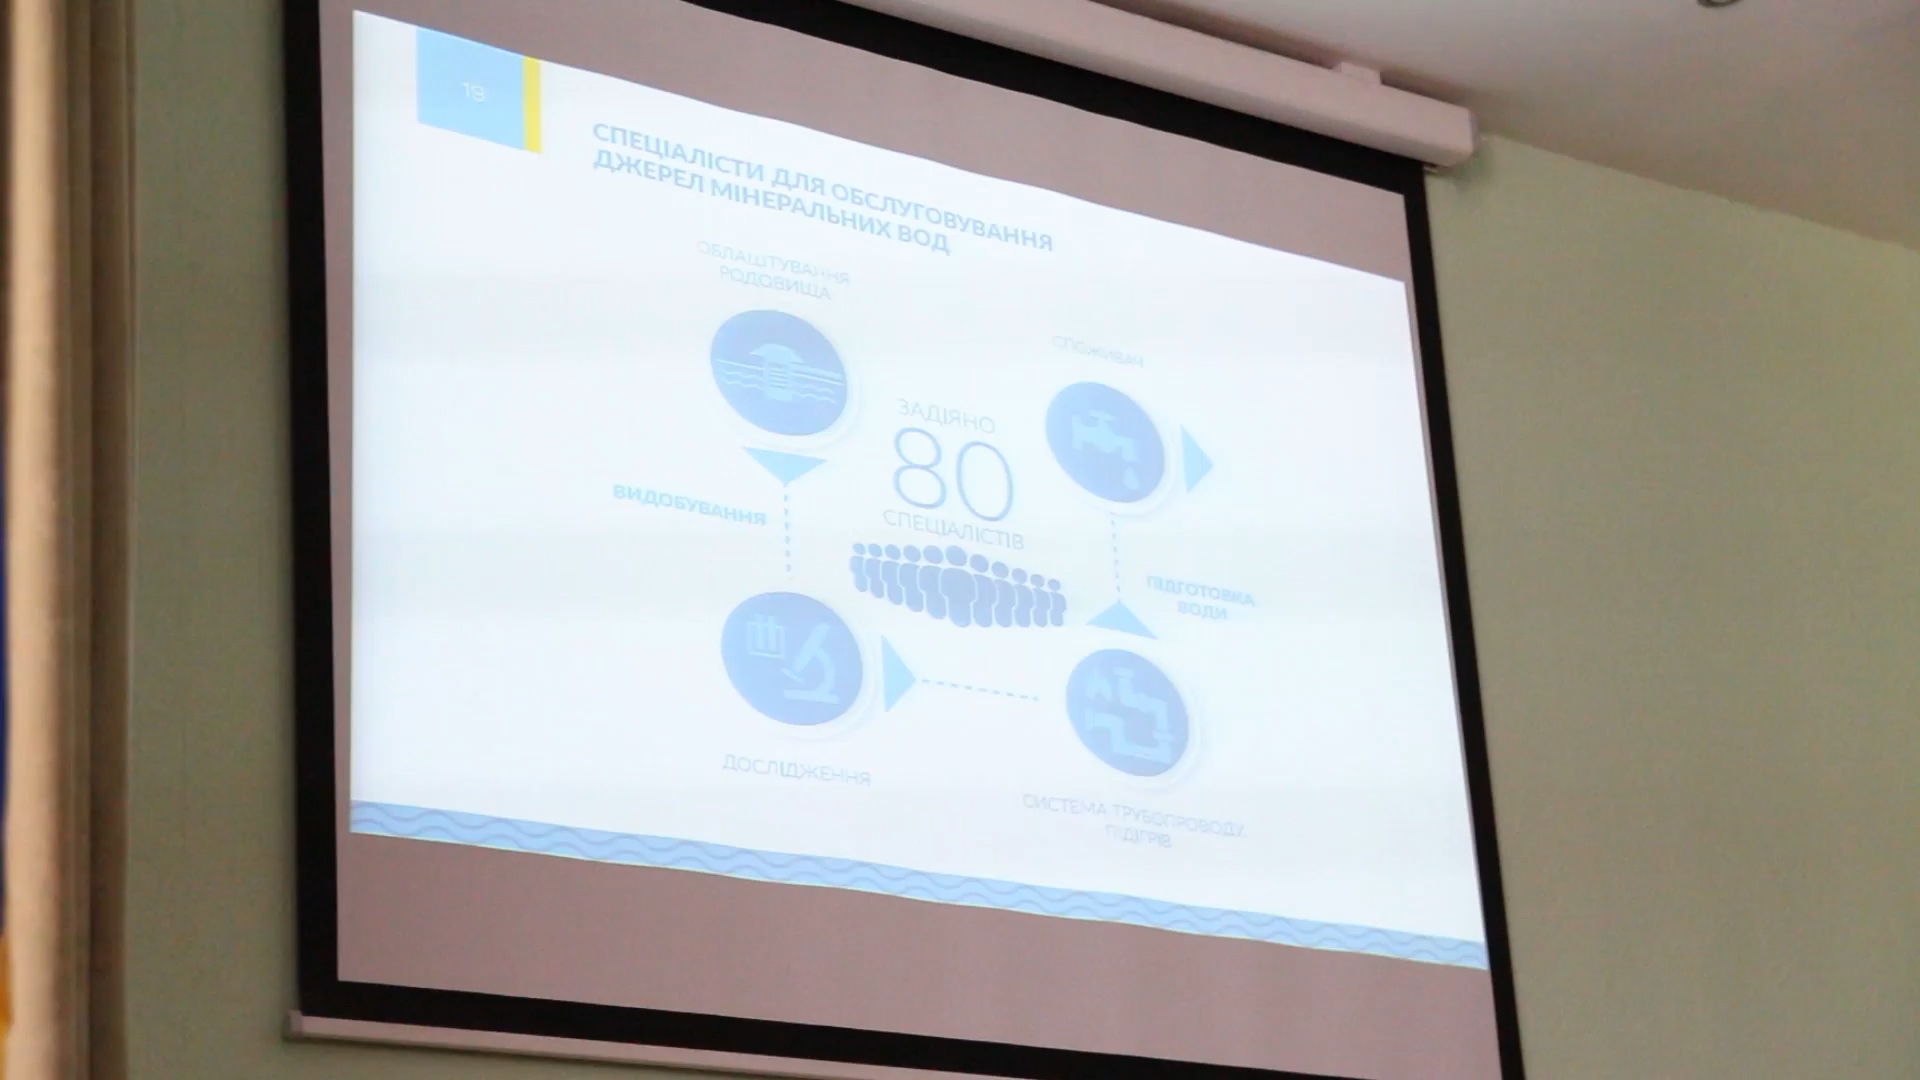 19
СПЕЦІАЛІСТИ ДЛЯ ОБСЛУГОВУВАННЯ
ДЖЕРЕЛ МІНЕРАЛЬНИХ ВОД
ОБЛАШТУВАННЯ
РОДОВИЩА
СПОЖИВАЧ
ЗАДІЯНО
80
СПЕЦІАЛІСТІВ
ВИДОБУВАННЯ
ПІДГОТОВКА
ВОДИ
ДОСЛІДЖЕННЯ
СИСТЕМА ТРУБОПРОВОДУ,
ПІДІГРІВ